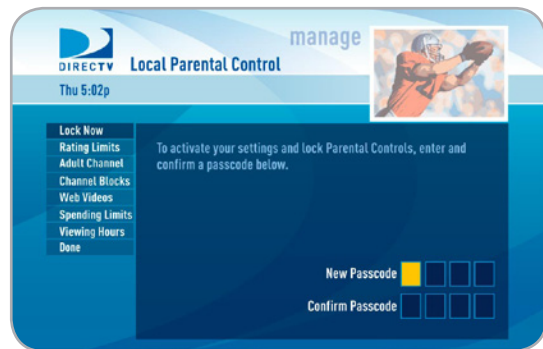 manage
DIRECTV
Local Parental Control
Thu 5:02p
Lock Now
Rating Limits
Adult Channel
Channel Blocks
Web Videos
Spending Limits
Viewing Hours
Done
To activate your settings and lock Parental Controls, enter and
confirm a passcode below.
New Passcode
Confirm Passcode